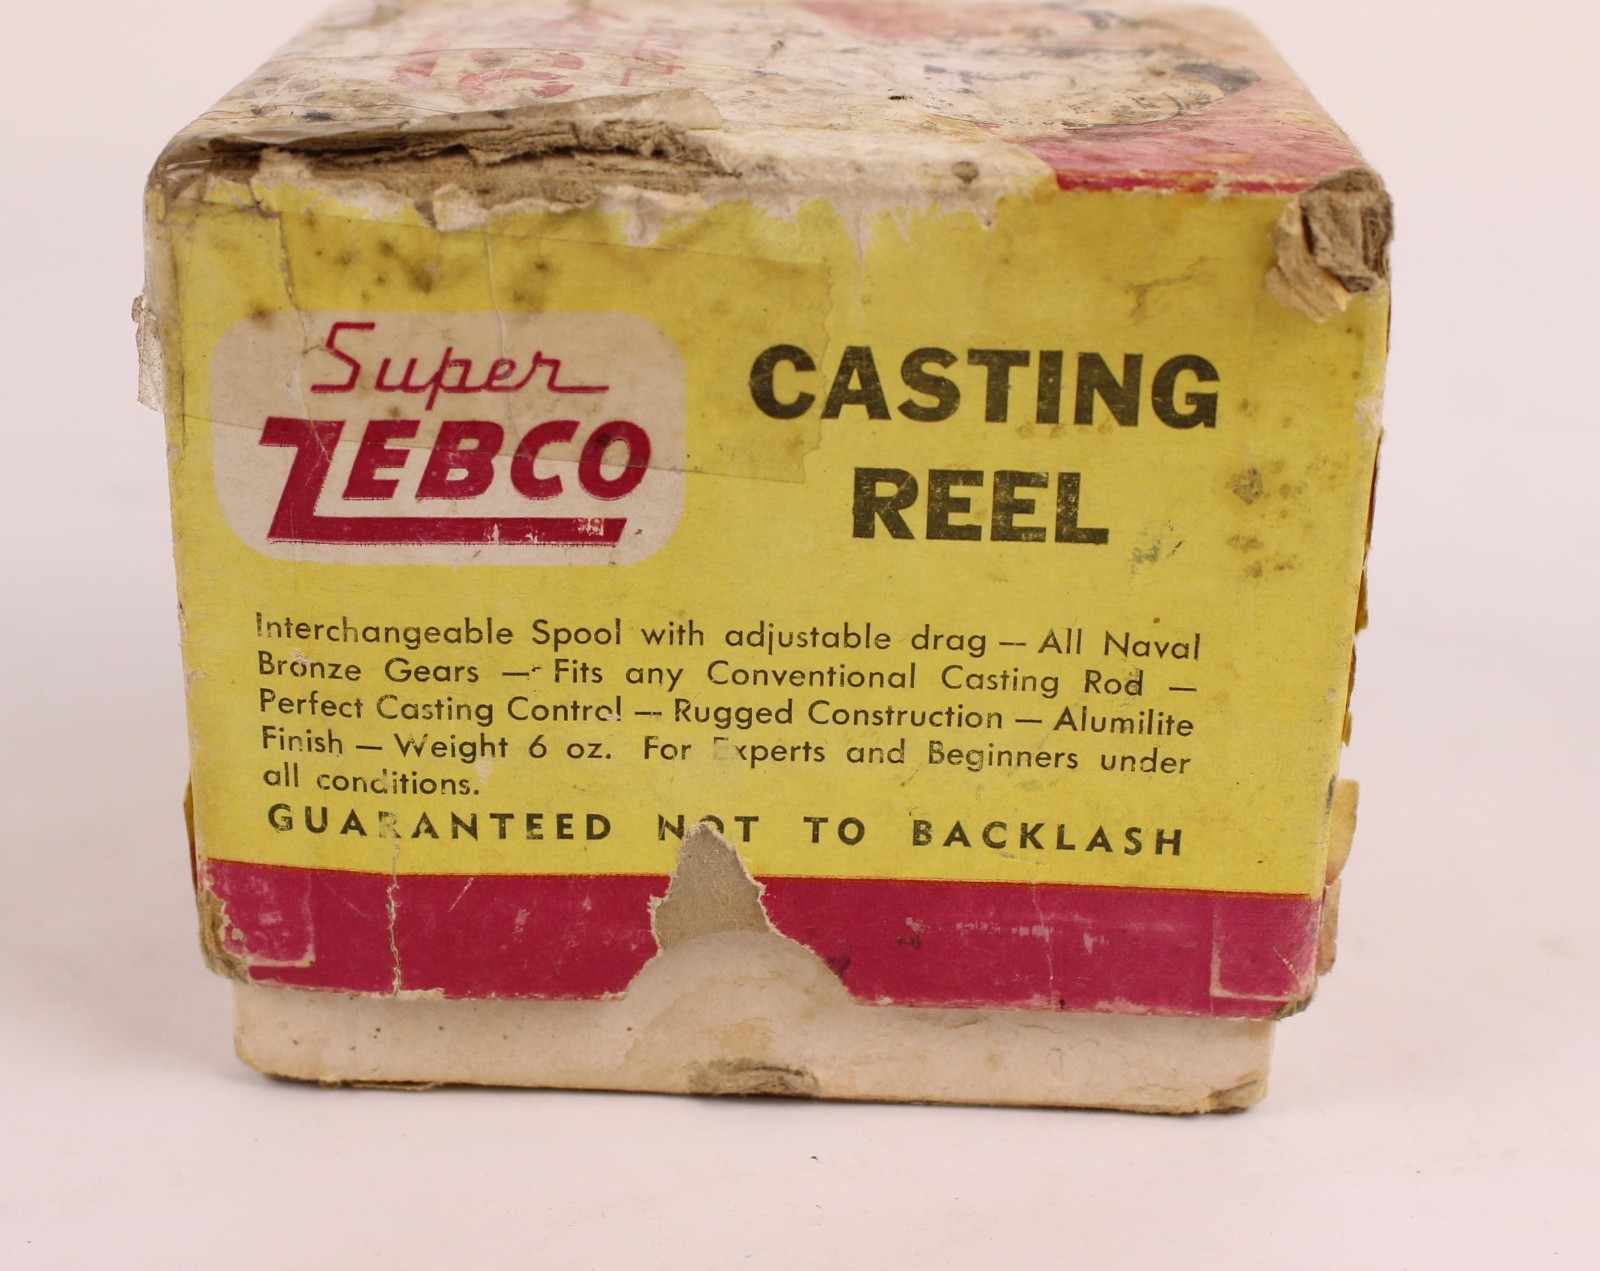 Super
ZEBCO
CASTING
REEL
Interchangeable Spool with adjustable drag — All Naval
Bronze Gears — Fits any Conventional Casting Rod —
Perfect Casting Control — Rugged Construction — Alumilite
Finish — Weight 6 oz. For Experts and Beginners under
all conditions.
GUARANTEED NOT TO BACKLASH